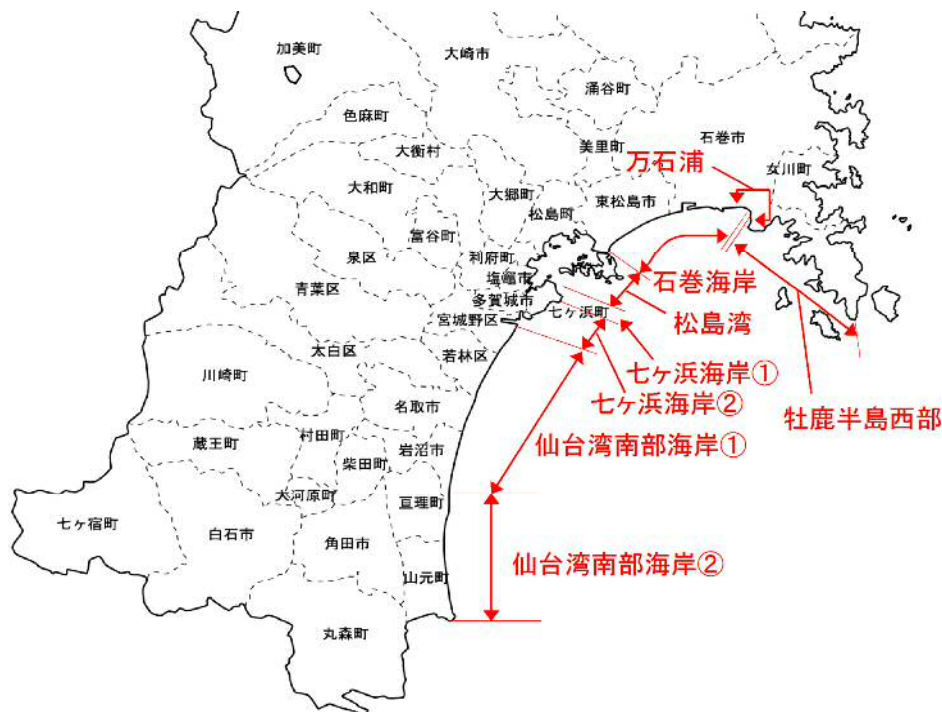 加美町
大崎市
涌谷町
色麻町
石巻市
大衡村
美里町
万石浦
女川町
大和町
大郷町
東松島市
松島町
富谷町
泉区
利府町
塩竈市
石巻海岸
青葉区
多賀城市
七ヶ浜町
宮城野区
松島湾
太白区
若林区
七ヶ浜海岸①
川崎町
七ヶ浜海岸②
名取市
牡鹿半島西部
村田町
蔵王町
岩沼市
仙台湾南部海岸①
柴田町
大河原町
亘理町
七ヶ宿町
白石市
角田市
仙台湾南部海岸②
山元町
丸森町